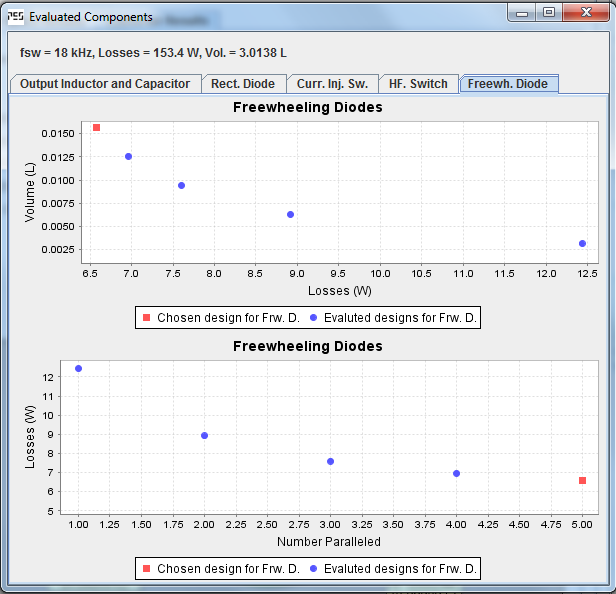 PES Evaluated Components
fsw = 18 kHz, Losses = 153.4 W, Vol. = 3.0138 L
Output Inductor and Capacitor Rect. Diode Curr. Inj. Sw. HF. Switch Freewh. Diode
Freewheeling Diodes
Volume (L)
0.0150
0.0125
0.0100
0.0075
0.0050
0.0025
6.5 7.0 7.5 8.0 8.5 9.0 9.5 10.0 10.5 11.0 11.5 12.0 12.5
Losses (W)
Chosen design for Frw. D. Evaluted designs for Frw. D.
Freewheeling Diodes
Losses (W)
12
11
10
9
8
7
6
5
1.00 1.25 1.50 1.75 2.00 2.25 2.50 2.75 3.00 3.25 3.50 3.75 4.00 4.25 4.50 4.75 5.00
Number Paralleled
Chosen design for Frw. D. Evaluted designs for Frw. D.